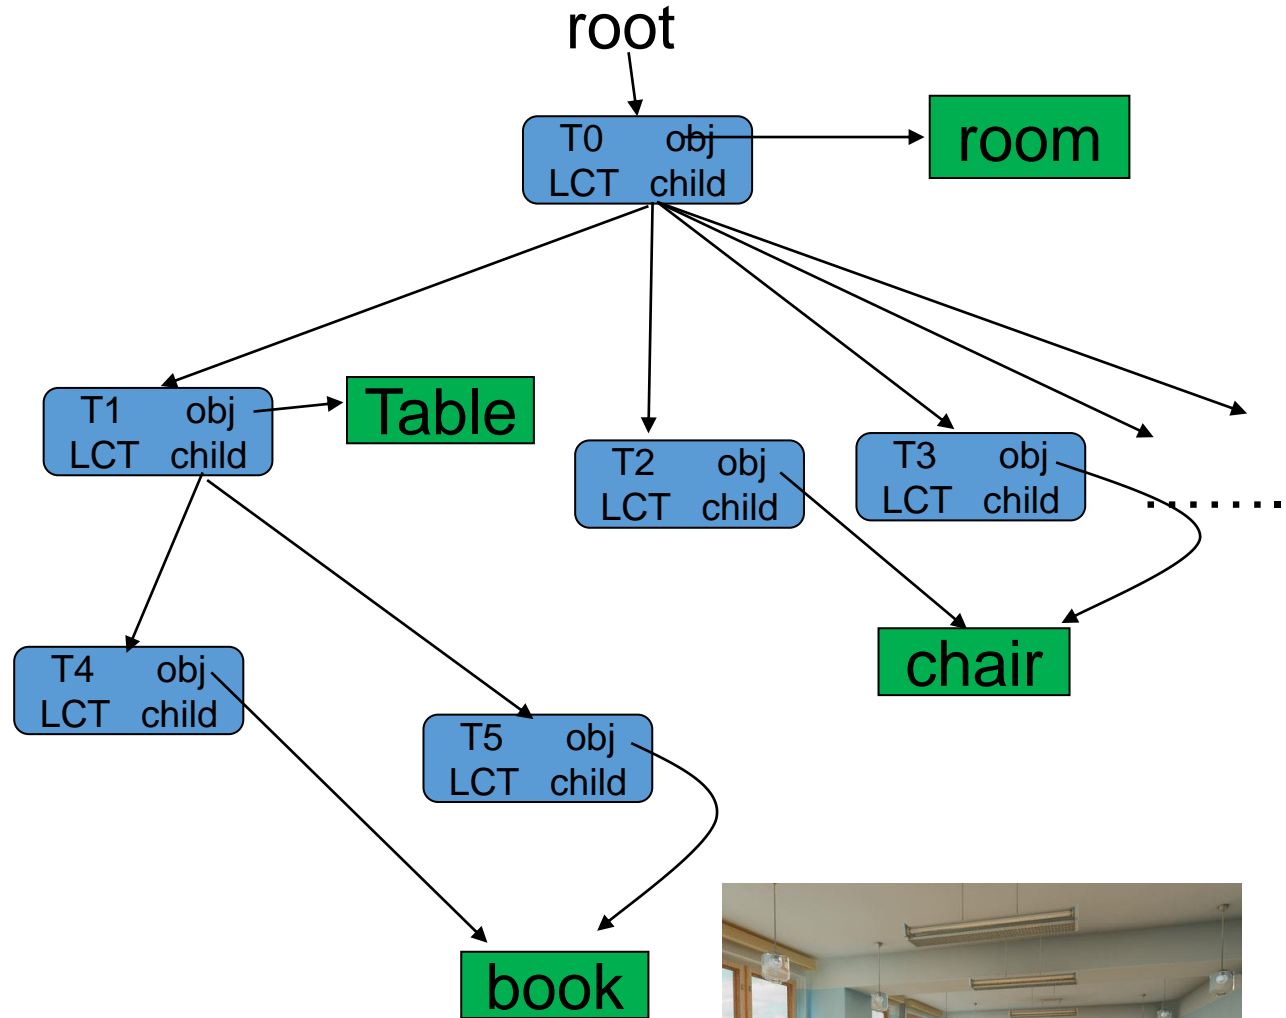 root
T0 obj
LCT child
room
T1 obj
LCT child
Table
T2 obj
LCT child
T3 obj
LCT child
.......
chair
T4 obj
LCT child
T5 obj
LCT child
book